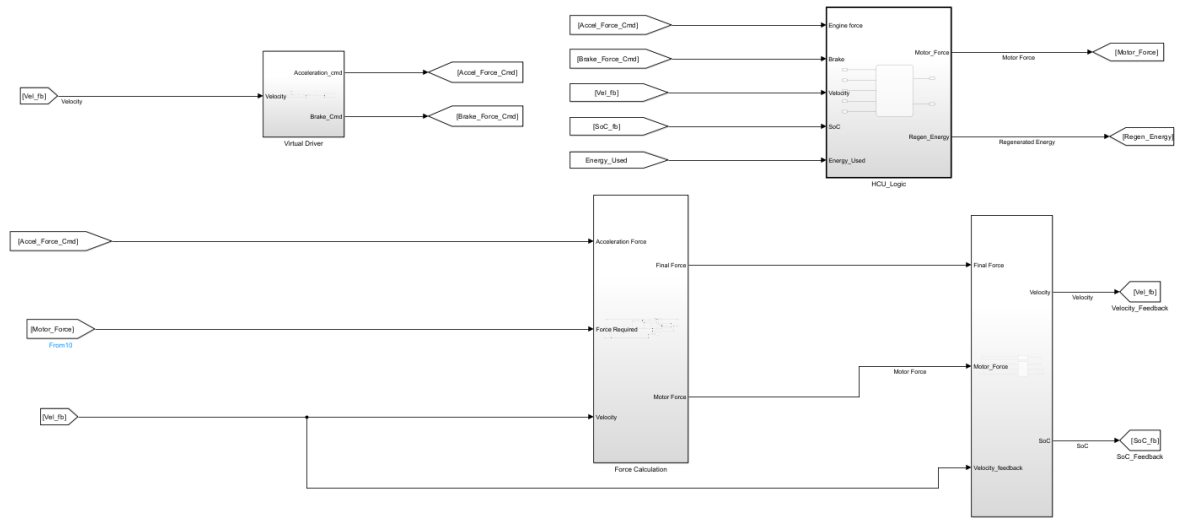 [Vel_fb]
Velocity
Velocity
Acceleration_cmd
Brake_Cmd
Virtual Driver
[Accel_Force_Cmd]
[Brake_Force_Cmd]
[Accel_Force_Cmd]
[Brake_Force_Cmd]
[Vel_fb]
[SoC_fb]
Energy_Used
Engine force
Brake
Velocity
SoC
Energy_Used
Motor_Force
Regen_Energy
HCU_Logic
Motor Force
Regenerated Energy
[Motor_Force]
[Regen_Energy]
[Accel_Force_Cmd]
[Motor_Force]
From10
[Vel_fb]
Acceleration Force
Force Required
Velocity
Final Force
Motor Force
Force Calculation
Motor Force
Final Force
Motor_Force
Velocity_feedback
Velocity
SoC
Velocity
SoC
[Vel_fb]
Velocity_Feedback
[SoC_fb]
SoC_Feedback